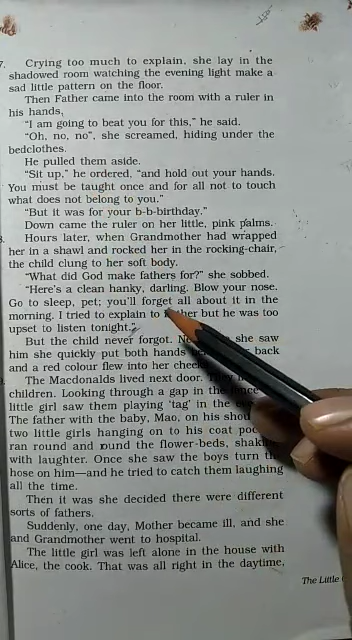 7. Crying too much to explain, she lay in the
shadowed room watching the evening light make a
sad little pattern on the floor.
Then Father came into the room with a ruler in
his hands,
"I am going to beat you for this," he said.
"Oh, no, no", she screamed, hiding under the
bedclothes.
He pulled them aside.
"Sit up," he ordered, "and hold out your hands.
You must be taught once and for all not to touch
what does not belong to you."
"But it was for your b-b-birthday."
Down came the ruler on her little, pink palms.
8. Hours later, when Grandmother had wrapped
her in a shawl and rocked her in the rocking-chair,
the child clung to her soft body.
"What did God make fathers for?" she sobbed.
"Here's a clean hanky, darling. Blow your nose.
Go to sleep, pet; you'll forget all about it in the
morning. I tried to explain to but he was too
upset to listen tonight."
But the child never forgot. she saw
him she quickly put both hands back
and a red colour flew into her
The Macdonalds lived next door.
children. Looking through a gap in the
little girl saw them playing 'tag' in the
The father with the baby, Mao, on his
two little girls hanging on to his coat
ran round and round the flower-beds,
with laughter. Once she saw the boys turn
hose on him—and he tried to catch them laughing
all the time.
Then it was she decided there were different
sorts of fathers.
Suddenly, one day, Mother became ill, and she
and Grandmother went to hospital.
The little girl was left alone in the house with
Alice, the cook. That was all right in the daytime,
The Little